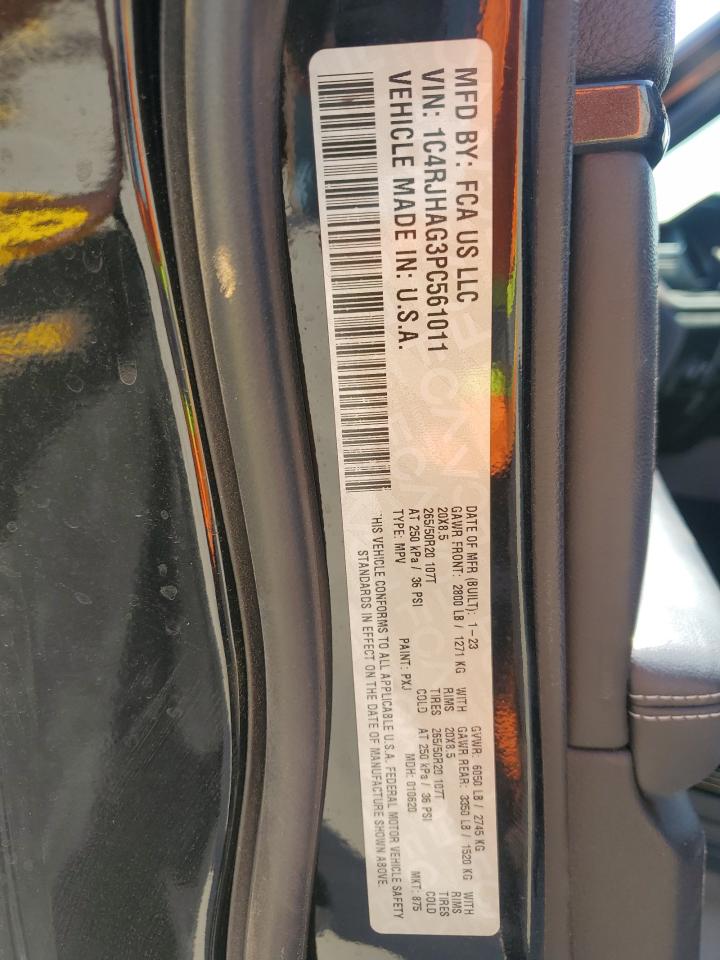 MFD BY: FCA US LLC
VIN: 1C4RJHAG3PC561011
VEHICLE MADE IN: U.S.A.
DATE OF MFR (BUILT): 1-23 GVWR: 6050 LB / 2745 KG
GAWR FRONT: 2800 LB / 1271 KG WITH GAWR REAR: 3350 LB / 1520 KG WITH
20X8.5 RIMS 20X8.5 RIMS
265/50R20 107T TIRES 265/50R20 107T TIRES
AT 250 kPa / 36 PSI COLD AT 250 kPa / 36 PSI COLD
TYPE: MPV PAINT: PXJ MDH: 010620 MKT: 875
THIS VEHICLE CONFORMS TO ALL APPLICABLE U.S.A. FEDERAL MOTOR VEHICLE SAFETY
STANDARDS IN EFFECT ON THE DATE OF MANUFACTURE SHOWN ABOVE.